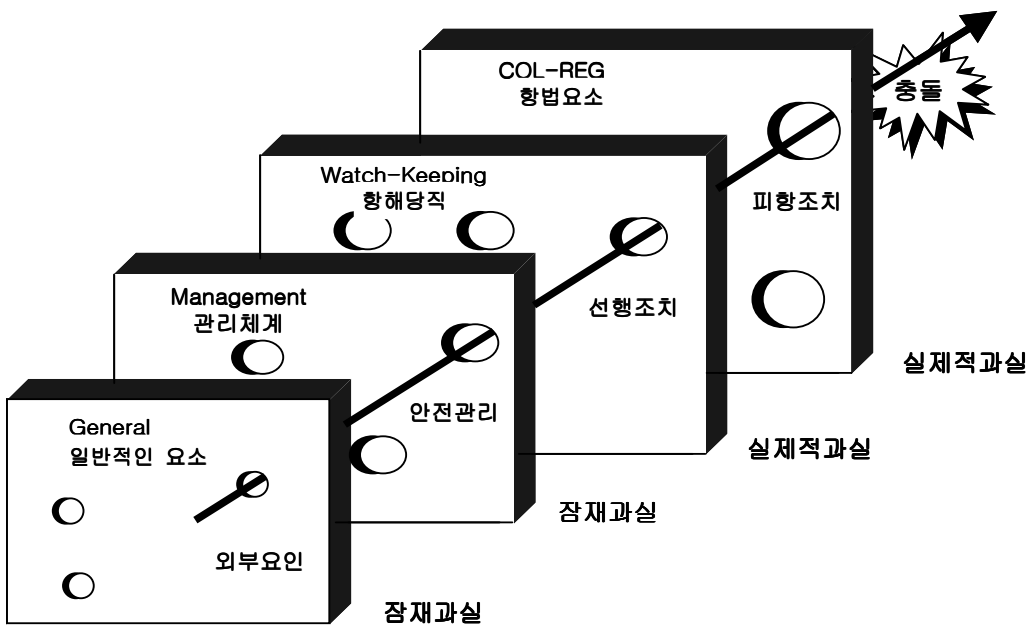 COL-REG
항법요소
충돌
피항조치
실제적과실
Watch-Keeping
항해당직
선행조치
실제적과실
Management
관리체계
안전관리
잠재과실
General
일반적인 요소
외부요인
잠재과실